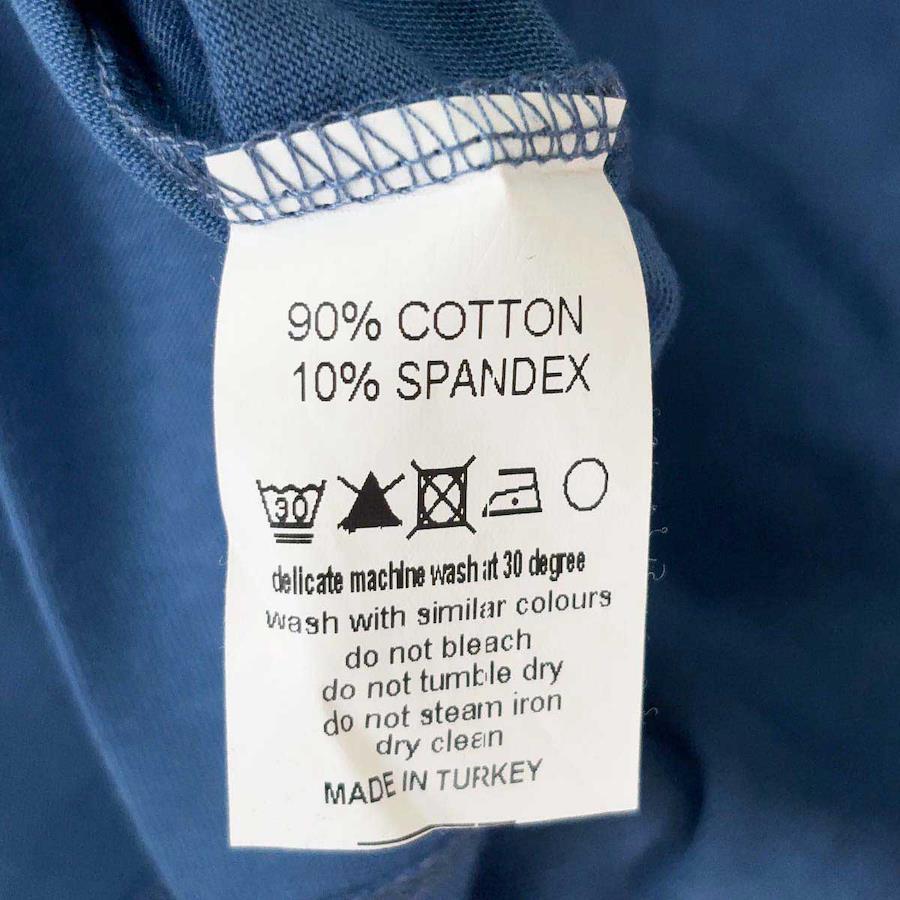 90% COTTON
10% SPANDEX
30
delicate machine wash at 30 degree
wash with similar colours
do not bleach
do not tumble dry
do not steam iron
dry clean
MADE IN TURKEY